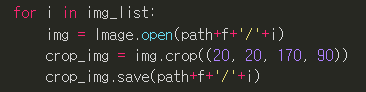 for i in img_list:
    img = Image.open(path+f+'/'+i)
    crop_img = img.crop((20, 20, 170, 90))
    crop_img.save(path+f+'/'+i)